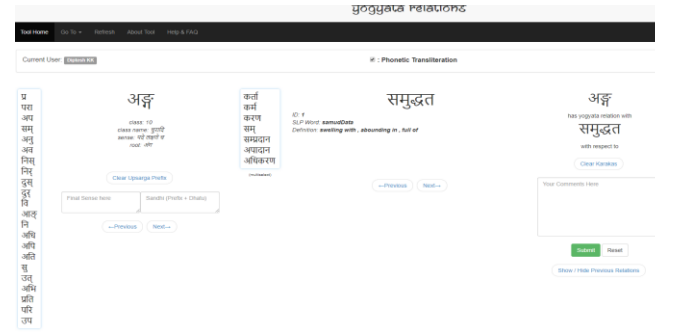 yogyata relations
Tool-Home Go To Refresh About Tool Help & FAQ
Current User: Diptesh KK
: Phonetic Transliteration
प्र
परा
अप
सम्
अनु
अव
निस्
निर्
दुस्
दुर्
वि
आङ्
नि
अधि
अपि
अति
सु
उत्
अभि
प्रति
परि
उप
अङ्ग
class: 10
class name: चुरादि
sense:
root:
Clear Upsarga Prefix
Final Sense here
Sandhi (Prefix + Dhatu)
←Previous Next→
कर्ता
कर्म
करण
सम्
सम्प्रदान
अपादान
अधिकरण
(multiselect)
समुद्धत
ID: 1
SLP Word: samudData
Definition: swelling with , abounding in , full of
←Previous Next→
अङ्ग
has yogyata relation with
समुद्धत
with respect to
Clear Karakas
Your Comments Here
Submit Reset
Show / Hide Previous Relations